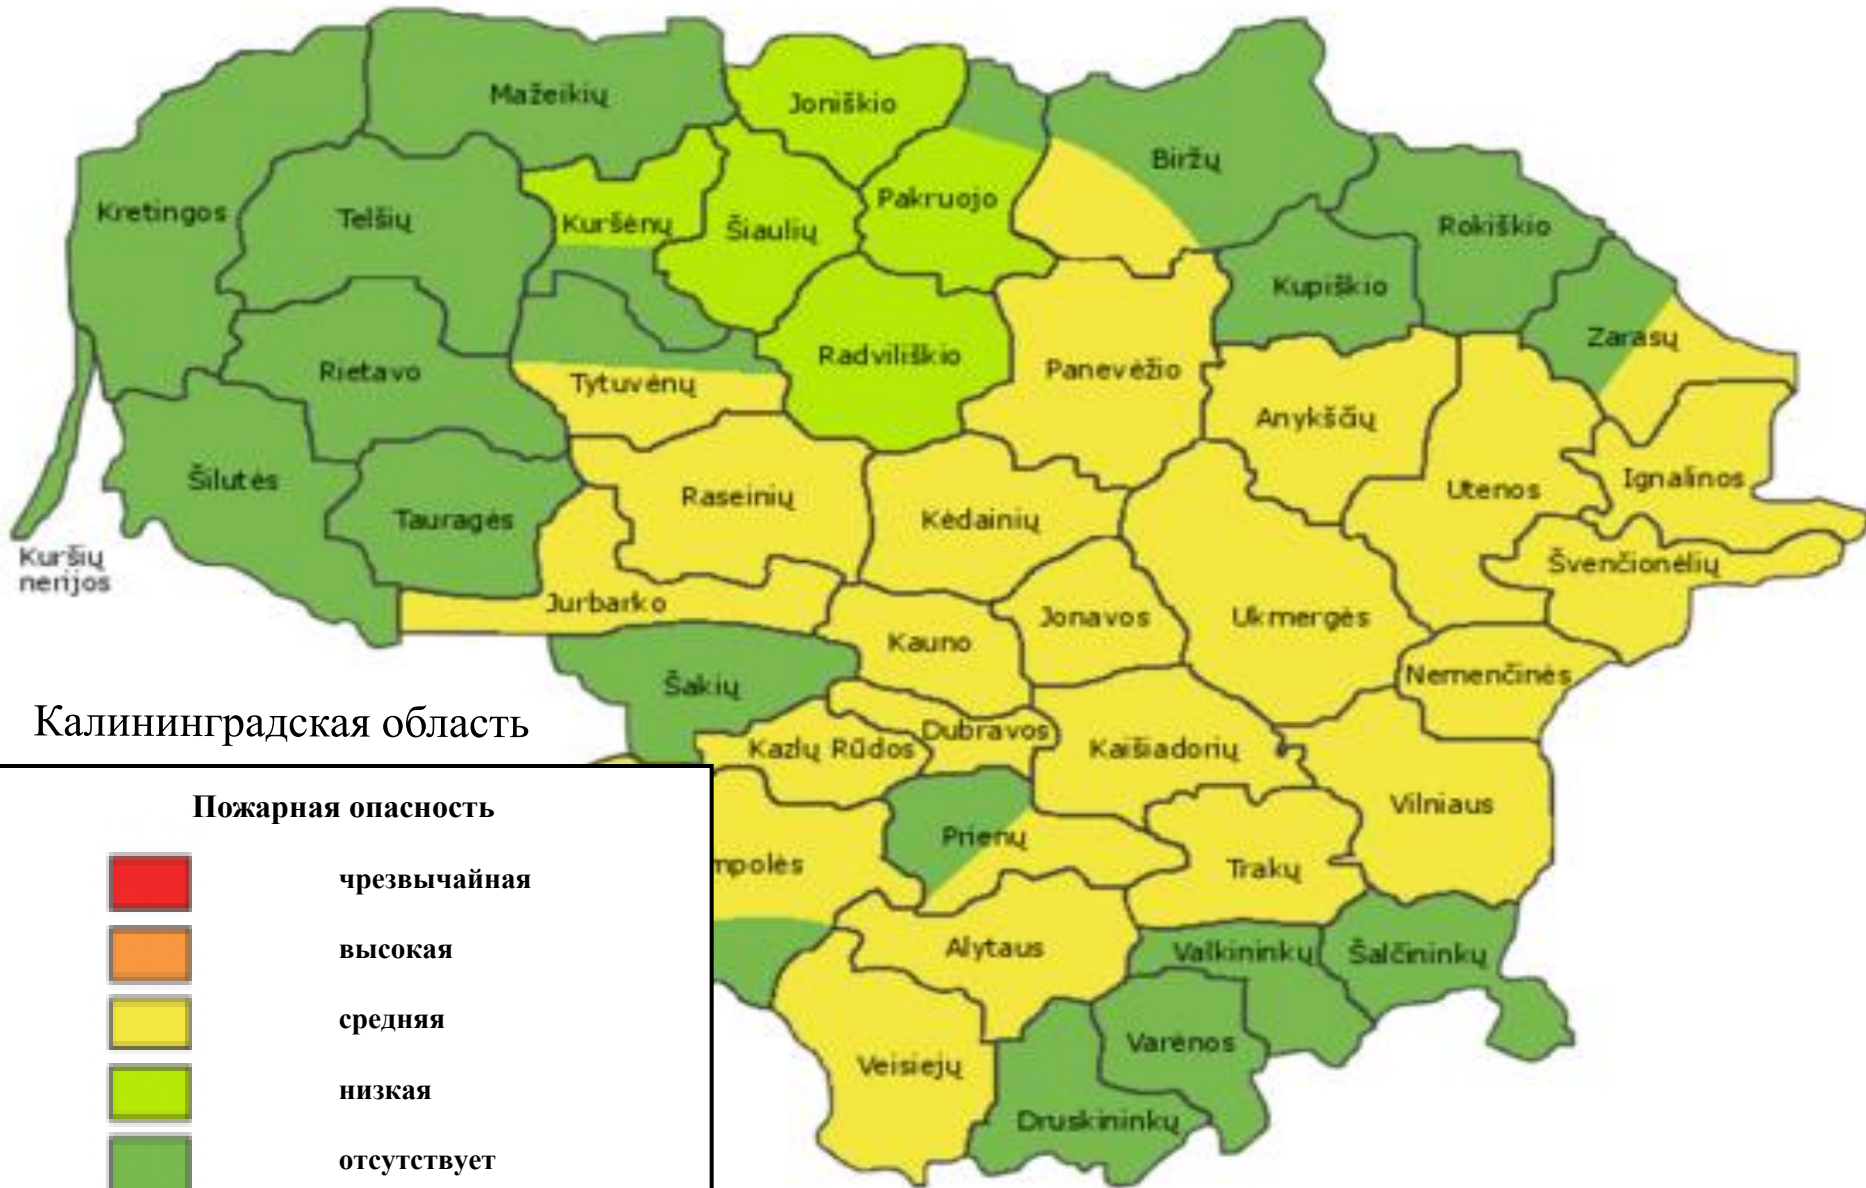 Mažeikių
Joniškio
Biržų
Kretingos
Telšių
Kuršėnų
Šiaulių
Pakruojo
Rokiškio
Kupiškio
Zarasų
Rietavo
Tytuvėnų
Radviliškio
Panevėžio
Anykščių
Šilutės
Tauragės
Raseinių
Kėdainių
Utenos
Ignalinos
Kuršių
nerijos
Švenčionėlių
Jurbarko
Kauno
Jonavos
Ukmergės
Nemenčinės
Šakių
Калининградская область
Kazlų Rūdos
Dubravos
Kaišiadorių
Vilniaus
Prienų
mpolės
Trakų
Alytaus
Valkininkų
Šalčininkų
Veisiejų
Varėnos
Druskininkų
Пожарная опасность
чрезвычайная
высокая
средняя
низкая
отсутствует